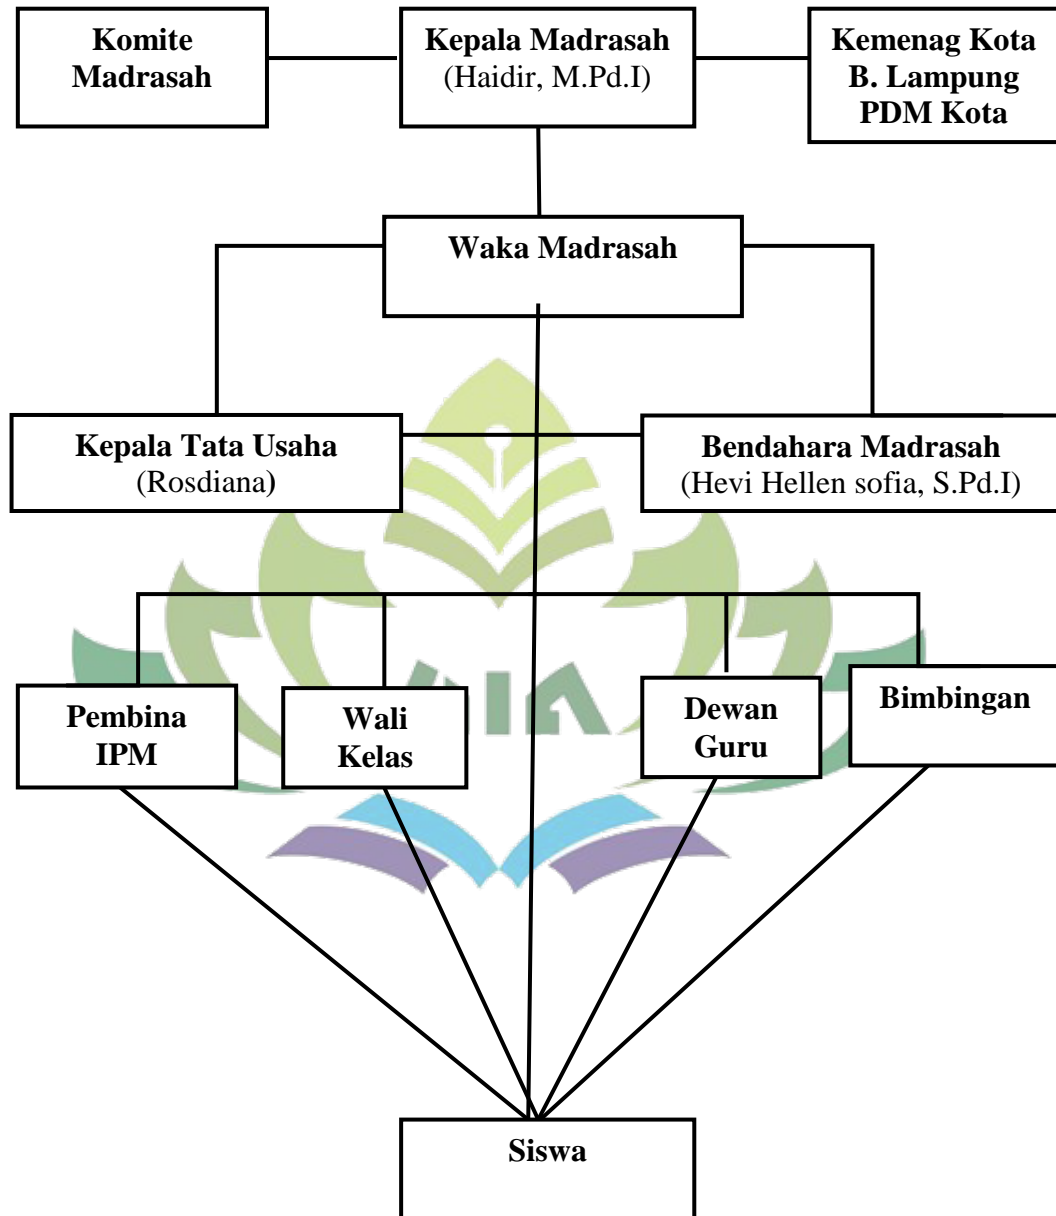 Komite
Madrasah
Kepala Madrasah
(Haidir, M.Pd.I)
Kemenag Kota
B. Lampung
PDM Kota
Waka Madrasah
Kepala Tata Usaha
(Rosdiana)
Bendahara Madrasah
(Hevi Hellen sofia, S.Pd.I)
Pembina
IPM
Wali
Kelas
Dewan
Guru
Bimbingan
Siswa